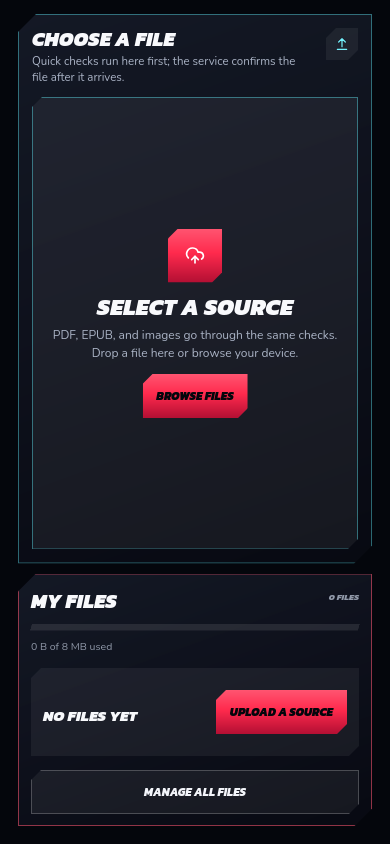 CHOOSE A FILE
Quick checks run here first; the service confirms the
file after it arrives.
SELECT A SOURCE
PDF, EPUB, and images go through the same checks.
Drop a file here or browse your device.
BROWSE FILES
MY FILES
0 FILES
0 B of 8 MB used
NO FILES YET
UPLOAD A SOURCE
MANAGE ALL FILES